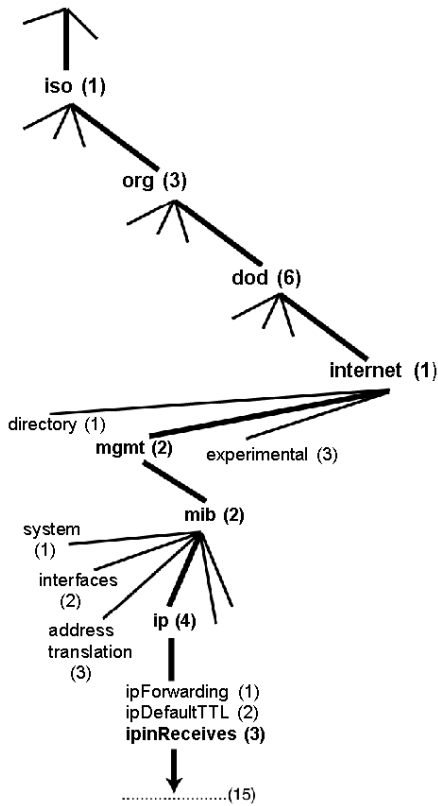 iso (1)
org (3)
dod (6)
internet (1)
directory (1)
mgmt (2)
experimental (3)
mib (2)
system
(1)
interfaces
(2)
ip (4)
address
translation
(3)
ipForwarding (1)
ipDefaultTTL (2)
ipinReceives (3)
........................(15)